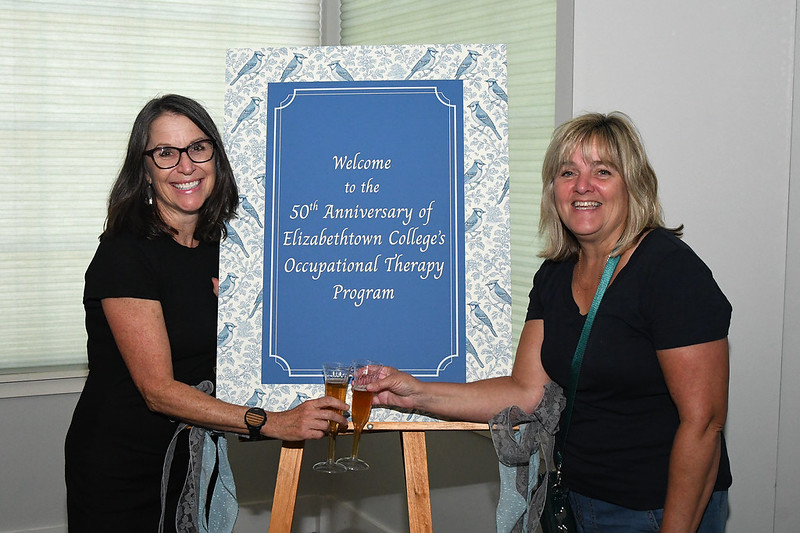 Welcome
to the
50th Anniversary of
Elizabethtown College's
Occupational Therapy
Program